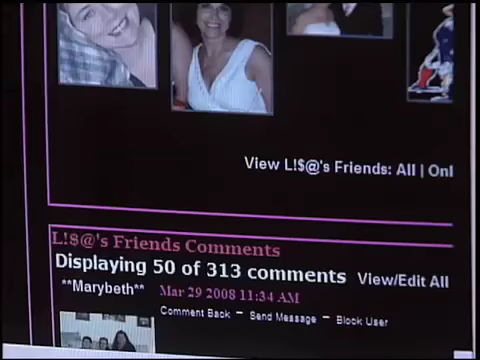 View L!$@'s Friends: All | Onl
L!$@'s Friends Comments
Displaying 50 of 313 comments View/Edit All
**Marybeth** Mar 29 2008 11:34 AM
Comment Back - Send Message - Block User